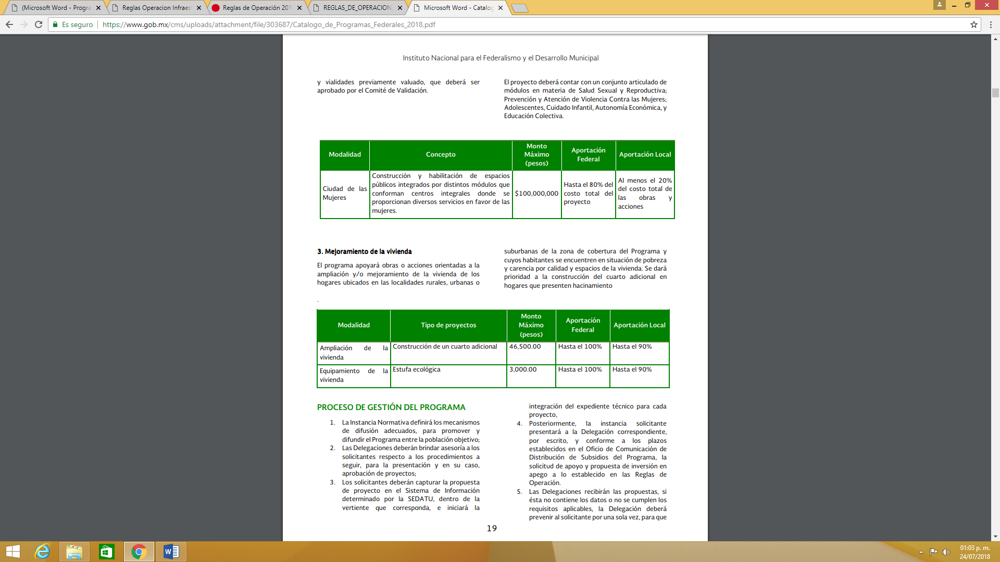 (Microsoft Word - Progra
Reglas Operacion Infraes
Reglas de Operación 201
REGLAS_DE_OPERACION_
Microsoft Word - Catalog
Es seguro
https://www.gob.mx/cms/uploads/attachment/file/303687/Catalogo_de_Programas_Federales_2018.pdf
Instituto Nacional para el Federalismo y el Desarrollo Municipal
y vialidades previamente valuado, que deberá ser
aprobado por el Comité de Validación.
El proyecto deberá contar con un conjunto articulado de
módulos en materia de Salud Sexual y Reproductiva;
Prevención y Atención de Violencia Contra las Mujeres;
Adolescentes, Cuidado Infantil, Autonomía Económica, y
Educación Colectiva.
Modalidad
Concepto
Monto
Máximo
(pesos)
Aportación
Federal
Aportación Local
Ciudad de las
Mujeres
Construcción y habilitación de espacios
públicos integrados por distintos módulos que
conforman centros integrales donde se
proporcionan diversos servicios en favor de las
mujeres.
$100,000,000
Hasta el 80% del
costo total del
proyecto
Al menos el 20%
del costo total de
las obras y
acciones
3. Mejoramiento de la vivienda
El programa apoyará obras o acciones orientadas a la
ampliación y/o mejoramiento de la vivienda de los
hogares ubicados en las localidades rurales, urbanas o
suburbanas de la zona de cobertura del Programa y
cuyos habitantes se encuentren en situación de pobreza
y carencia por calidad y espacios de la vivienda. Se dará
prioridad a la construcción del cuarto adicional en
hogares que presenten hacinamiento
.
Modalidad
Tipo de proyectos
Monto
Máximo
(pesos)
Aportación
Federal
Aportación Local
Ampliación de la
vivienda
Construcción de un cuarto adicional
46,500.00
Hasta el 100%
Hasta el 90%
Equipamiento de la
vivienda
Estufa ecológica
3,000.00
Hasta el 100%
Hasta el 90%
PROCESO DE GESTIÓN DEL PROGRAMA
1. La Instancia Normativa definirá los mecanismos
de difusión adecuados, para promover y
difundir el Programa entre la población objetivo;
2. Las Delegaciones deberán brindar asesoría a los
solicitantes respecto a los procedimientos a
seguir, para la presentación y en su caso,
aprobación de proyectos;
3. Los solicitantes deberán capturar la propuesta
de proyecto en el Sistema de Información
determinado por la SEDATU, dentro de la
vertiente que corresponda, e iniciará la
integración del expediente técnico para cada
proyecto,
4. Posteriormente, la instancia solicitante
presentará a la Delegación correspondiente,
por escrito, y conforme a los plazos
establecidos en el Oficio de Comunicación de
Distribución de Subsidios del Programa, la
solicitud de apoyo y propuesta de inversión en
apego a lo establecido en las Reglas de
Operación.
5. Las Delegaciones recibirán las propuestas, si
ésta no contiene los datos o no se cumplen los
requisitos aplicables, la Delegación deberá
prevenir al solicitante por una sola vez, para que
19
01:03 p. m.
24/07/2018